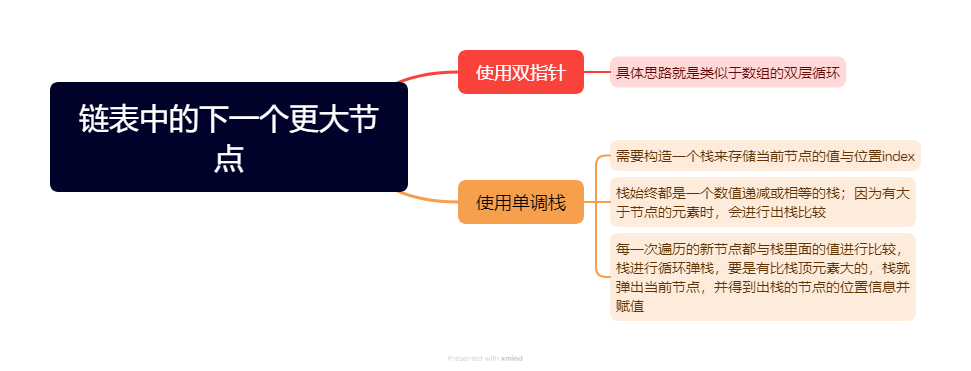 链表中的下一个更大节
点
使用双指针
具体思路就是类似于数组的双层循环
使用单调栈
需要构造一个栈来存储当前节点的值与位置index
栈始终都是一个数值递减或相等的栈；因为有大
于节点的元素时，会进行出栈比较
每一次遍历的新节点都与栈里面的值进行比较，
栈进行循环弹栈，要是有比栈顶元素大的，栈就
弹出当前节点，并得到出栈的节点的位置信息并
赋值
Presented with xmind